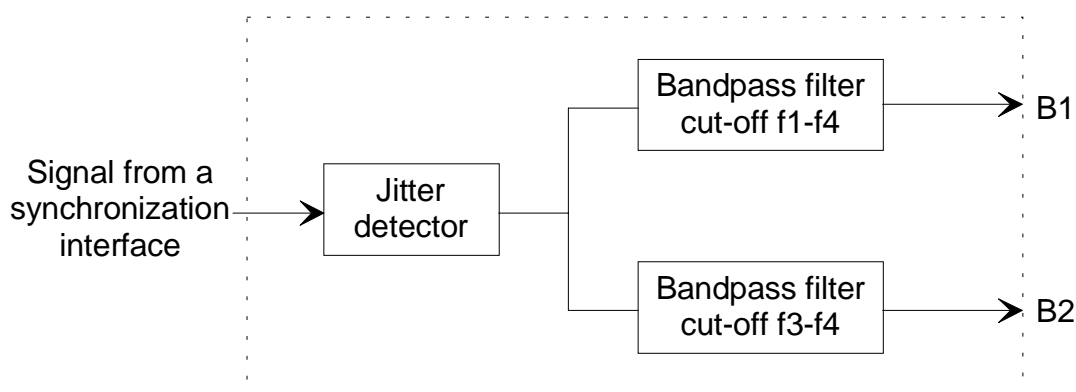 Bandpass filter
cut-off f1-f4
B1
Signal from a
synchronization
interface
Jitter
detector
Bandpass filter
cut-off f3-f4
B2